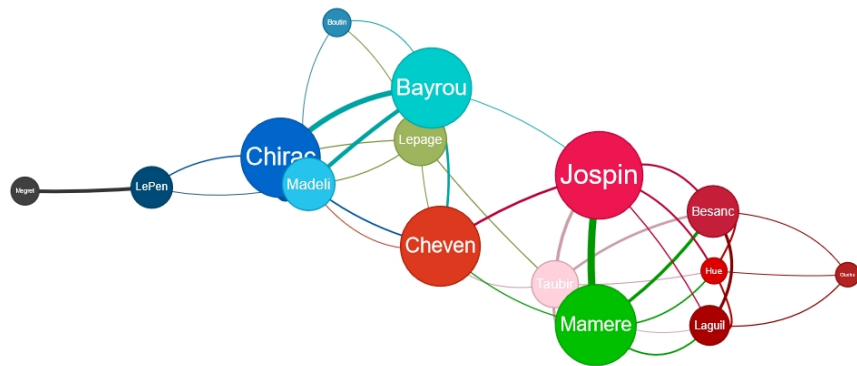 Boutin
Bayrou
Lepage
Chirac
Madeli
LePen
Megret
Jospin
Cheven
Besanc
Taubir
Hue
Mamere
Laguil